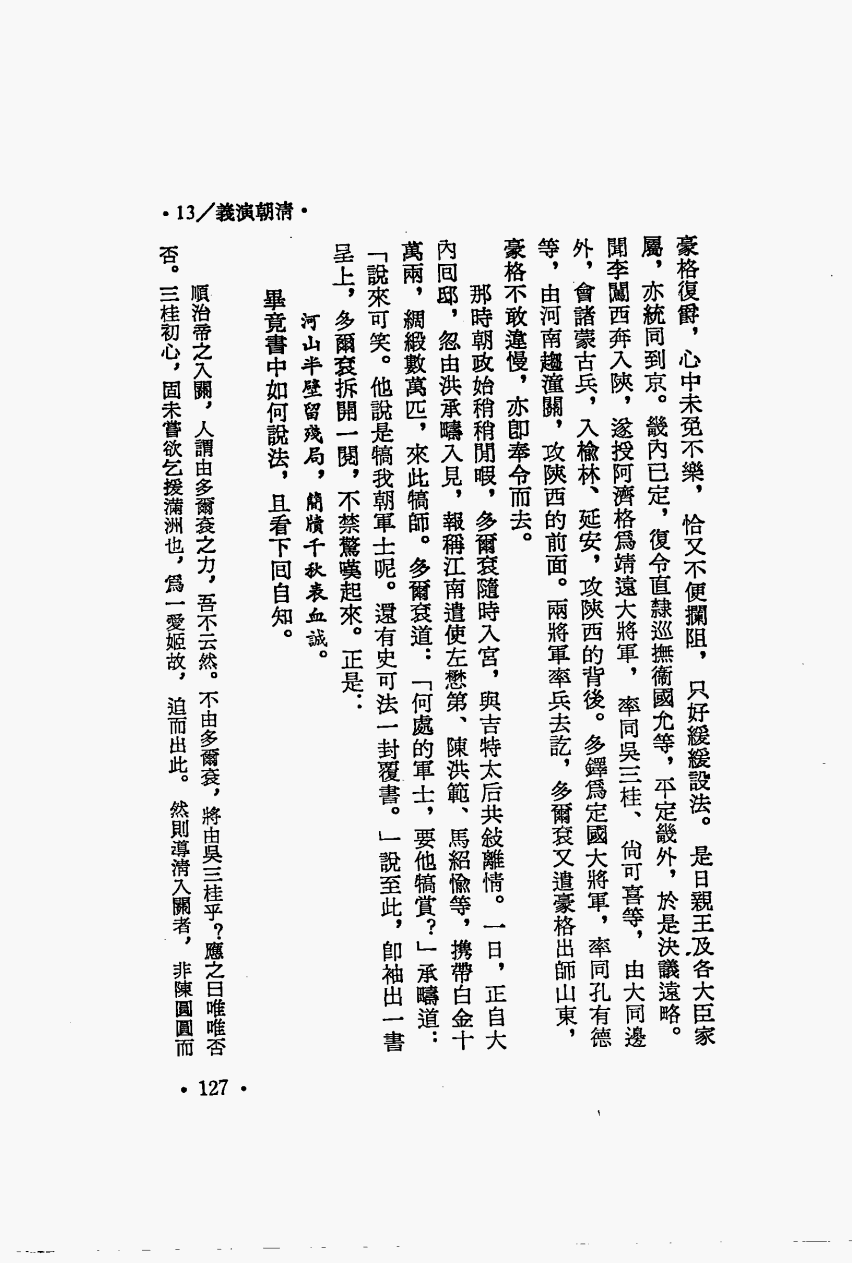 •13／義演朝清•
豪格復爵，心中未免不樂，恰又不便攔阻，只好緩緩設法。是日親王及各大臣家
屬，亦統同到京。畿內已定，復令直隸巡撫衞國允等，平定畿外，於是決議遠略。
聞李闖西奔入陝，遂授阿濟格爲靖遠大將軍，率同吳三桂、尙可喜等，由大同邊
外，會諸蒙古兵，入榆林、延安，攻陝西的背後。多鐸爲定國大將軍，率同孔有德
等，由河南趨潼關，攻陝西的前面。兩將軍率兵去訖，多爾袞又遣豪格出師山東，
豪格不敢違慢，亦卽奉令而去。
那時朝政始稍稍閒暇，多爾袞隨時入宮，與吉特太后共敍離情。一日，正自大
內回邸，忽由洪承疇入見，報稱江南遣使左懋第、陳洪範、馬紹愉等，携帶白金十
萬兩，綢緞數萬匹，來此犒師。多爾袞道：「何處的軍士，要他犒賞？」承疇道：
「說來可笑。他說是犒我朝軍士呢。還有史可法一封覆書。」說至此，卽袖出一書
呈上，多爾袞拆開一閱，不禁驚嘆起來。正是：
河山半壁留殘局，簡牘千秋表血誠。
畢竟書中如何說法，且看下回自知。
順治帝之入關，人謂由多爾袞之力，吾不云然。不由多爾袞，將由吳三桂乎？應之曰唯唯否
否。三桂初心，固未嘗欲乞援滿洲也，爲一愛姬故，迫而出此。然則導淸入關者，非陳圓圓而
•127•